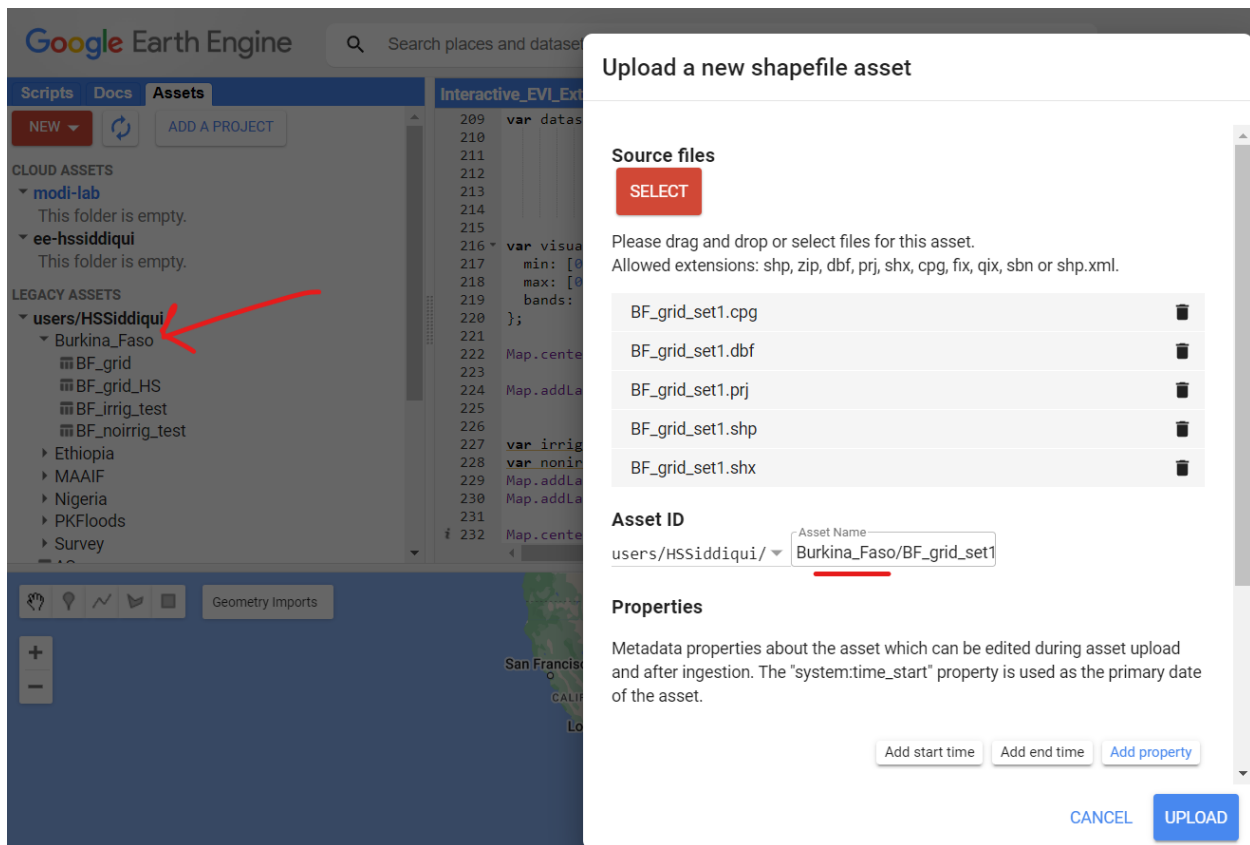 Google Earth Engine
Search places and dataset
Scripts Docs Assets
NEW
ADD A PROJECT
CLOUD ASSETS
modi-lab
This folder is empty.
ee-hssiddiqui
This folder is empty.
LEGACY ASSETS
users/HSSiddiqui
Burkina_Faso
BF_grid
BF_grid_HS
BF_irrig_test
BF_noirrig_test
Ethiopia
MAAIF
Nigeria
PKFloods
Survey
Interactive_EVI_Ext
209 var datas
210
211
212
213
214
215
216 var visua
217 min: [0
218 max: [0
219 bands:
220 };
221
222 Map.cente
223
224 Map.addLa
225
226
227 var irrig
228 var nonir
229 Map.addLa
230 Map.addLa
231
i 232 Map.cente
Geometry Imports
+
−
San Francisc
CALIF
Lo
Upload a new shapefile asset
Source files
SELECT
Please drag and drop or select files for this asset.
Allowed extensions: shp, zip, dbf, prj, shx, cpg, fix, qix, sbn or shp.xml.
BF_grid_set1.cpg
BF_grid_set1.dbf
BF_grid_set1.prj
BF_grid_set1.shp
BF_grid_set1.shx
Asset ID
Asset Name
users/HSSiddiqui/ Burkina_Faso/BF_grid_set1
Properties
Metadata properties about the asset which can be edited during asset upload
and after ingestion. The "system:time_start" property is used as the primary date
of the asset.
Add start time Add end time Add property
CANCEL UPLOAD